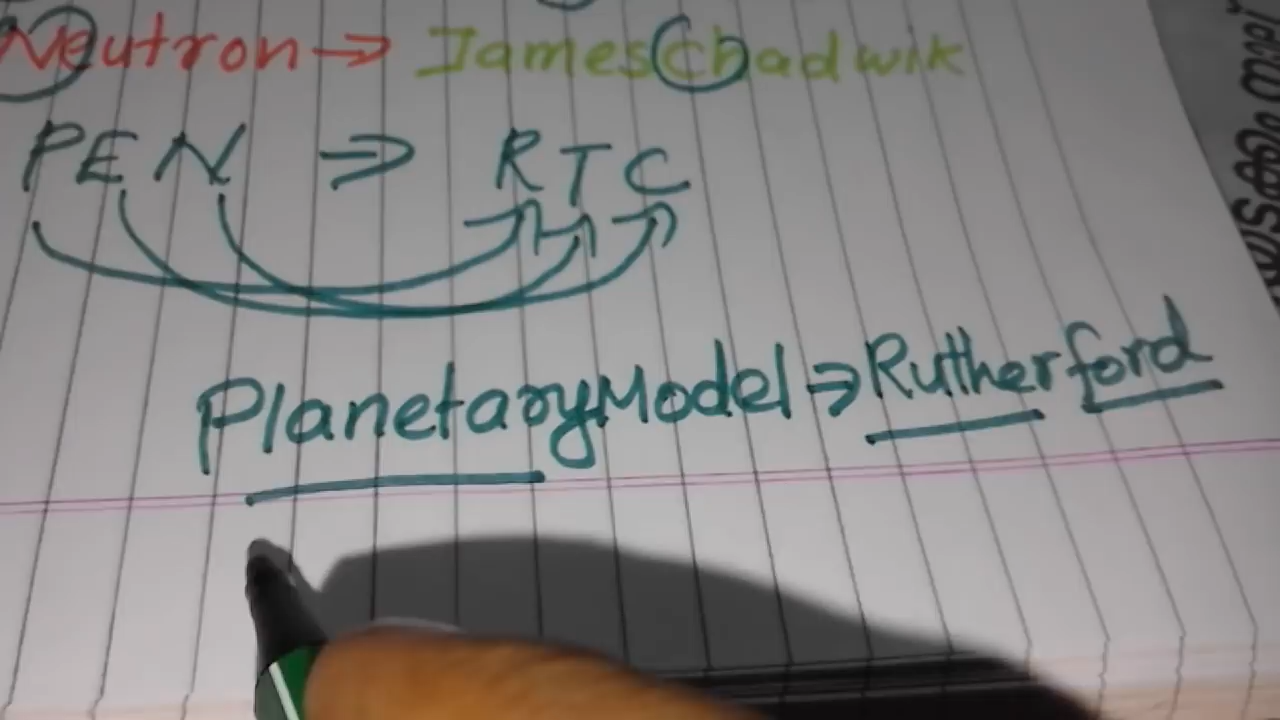 Neutron → James Chadwik
PEN ⇒ RTC
Planetary Model ⇒ Rutherford